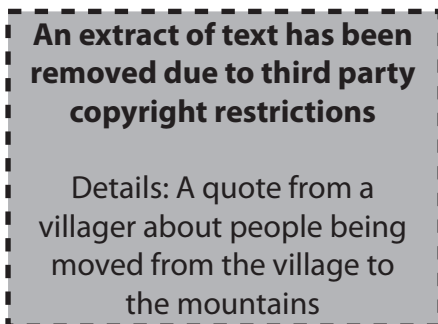 An extract of text has been
removed due to third party
copyright restrictions
Details: A quote from a
villager about people being
moved from the village to
the mountains